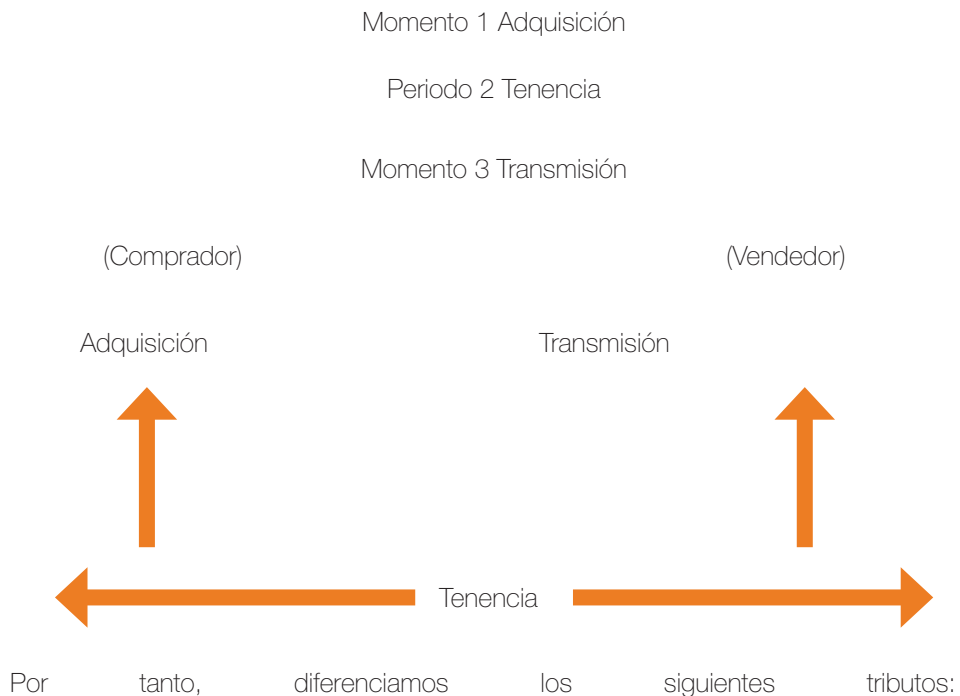 Momento 1 Adquisición
Periodo 2 Tenencia
Momento 3 Transmisión
(Comprador) (Vendedor)
Adquisición Transmisión
Tenencia
Por tanto, diferenciamos los siguientes tributos: